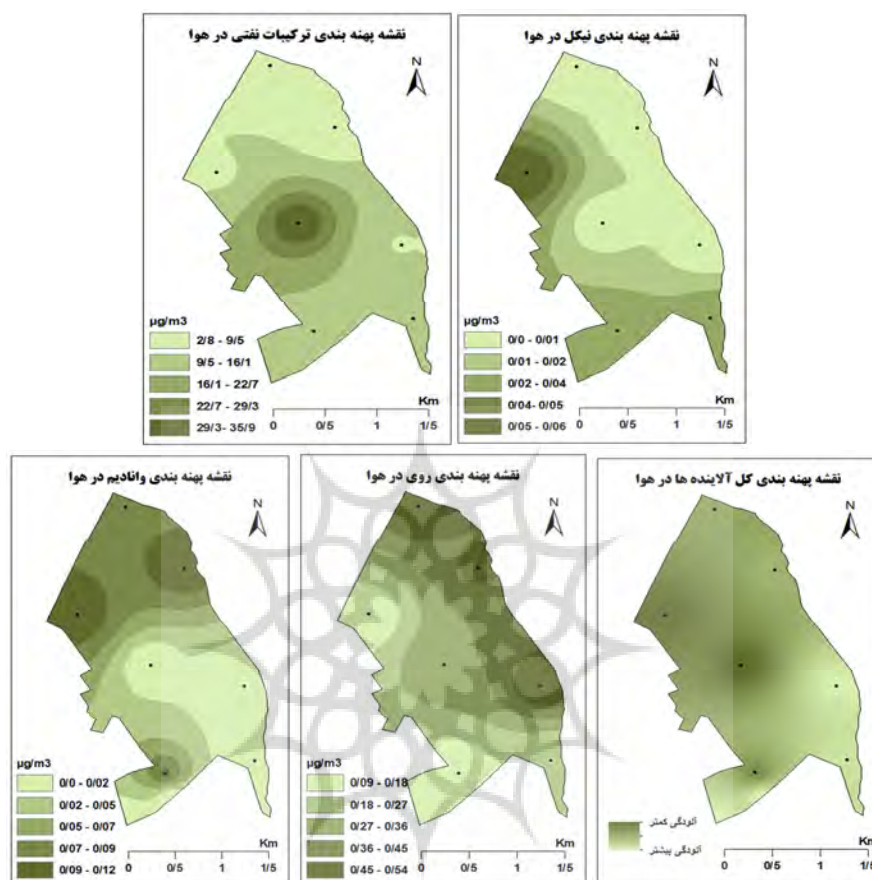 نقشه پهنه بندی ترکیبات نفتی در هوا
N
µg/m3
2/8 - 9/5
9/5 - 16/1
16/1 - 22/7
22/7 - 29/3
29/3 - 35/9
Km
0 0/5 1 1/5
نقشه پهنه بندی نیکل در هوا
N
µg/m3
0/0 - 0/01
0/01 - 0/02
0/02 - 0/04
0/04- 0/05
0/05 - 0/06
Km
0 0/5 1 1/5
نقشه پهنه بندی وانادیم در هوا
N
µg/m3
0/0 - 0/02
0/02 - 0/05
0/05 - 0/07
0/07 - 0/09
0/09 - 0/12
Km
0 0/5 1 1/5
نقشه پهنه بندی روی در هوا
N
µg/m3
0/09 - 0/18
0/18 - 0/27
0/27 - 0/36
0/36 - 0/45
0/45 - 0/54
Km
0 0/5 1 1/5
نقشه پهنه بندی کل آلاینده ها در هوا
N
آلودگی کمتر
آلودگی بیشتر
Km
0 0/5 1 1/5